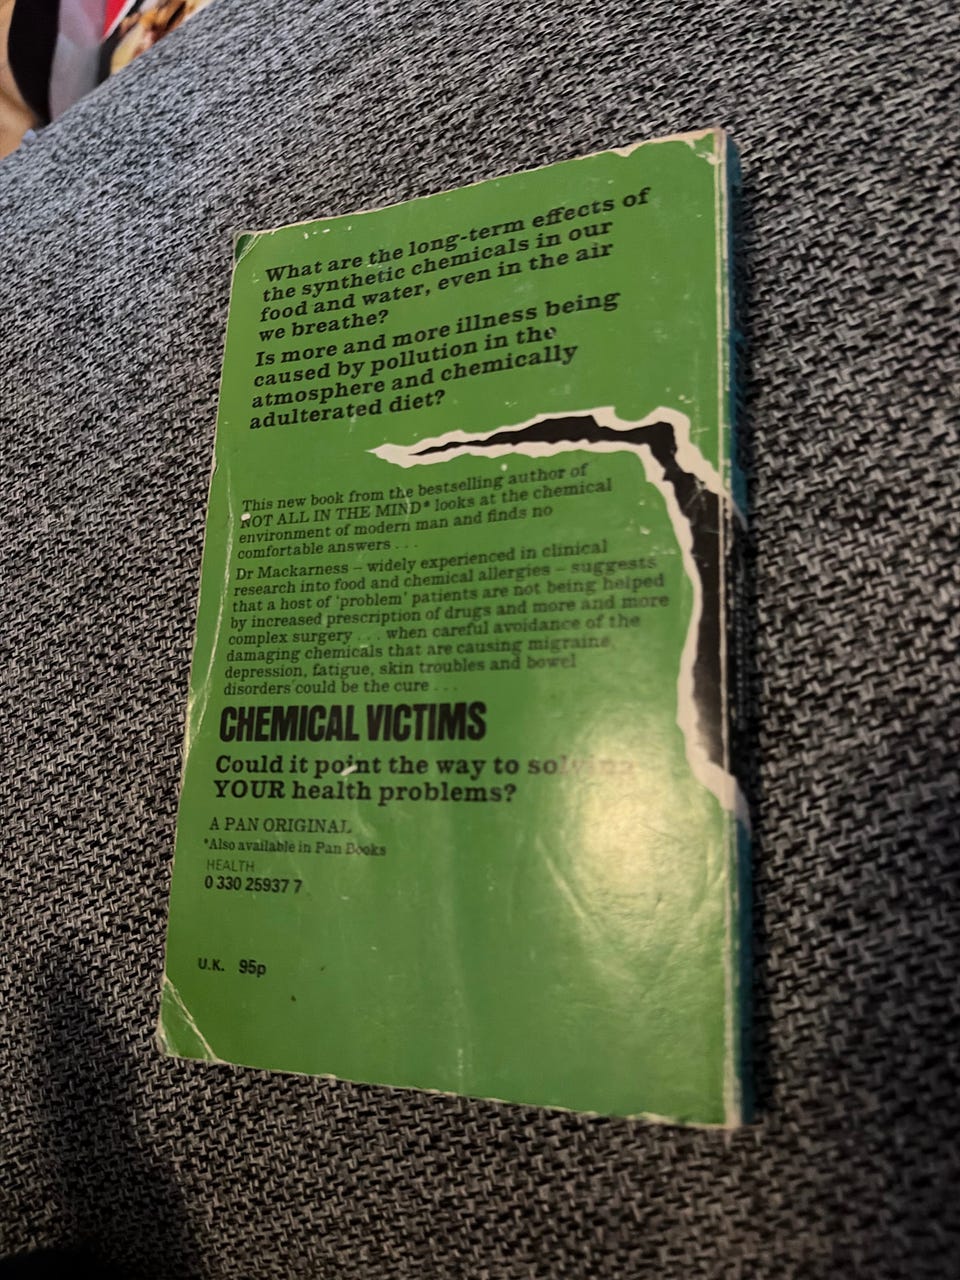 What are the long-term effects of
the synthetic chemicals in our
food and water, even in the air
we breathe?
Is more and more illness being
caused by pollution in the
atmosphere and chemically
adulterated diet?
This new book from the bestselling author of
NOT ALL IN THE MIND* looks at the chemical
environment of modern man and finds no
comfortable answers . . .
Dr Mackarness – widely experienced in clinical
research into food and chemical allergies – suggests
that a host of 'problem' patients are not being helped
by increased prescription of drugs and more and more
complex surgery . . . when careful avoidance of the
damaging chemicals that are causing migraine,
depression, fatigue, skin troubles and bowel
disorders could be the cure . . .
CHEMICAL VICTIMS
Could it point the way to solving
YOUR health problems?
A PAN ORIGINAL
*Also available in Pan Books
HEALTH
0 330 25937 7
U.K. 95p